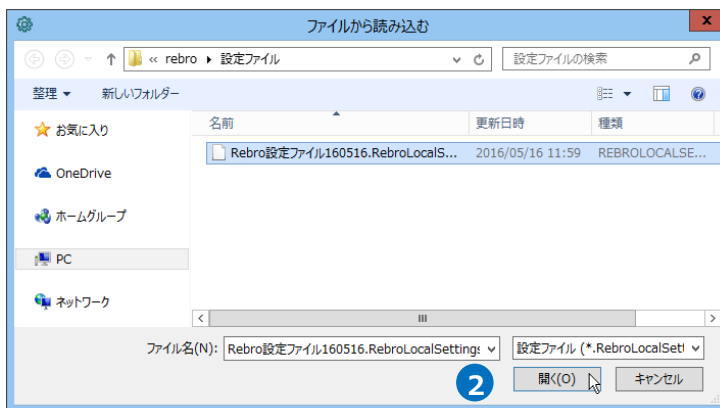 ファイルから読み込む
x
« rebro 設定ファイル
設定ファイルの検索
整理 新しいフォルダー
お気に入り
OneDrive
ホームグループ
PC
ネットワーク
名前 更新日時 種類
Rebro設定ファイル160516.RebroLocalS... 2016/05/16 11:59 REBROLOCALSE...
ファイル名(N): Rebro設定ファイル160516.RebroLocalSettings 設定ファイル (*.RebroLocalSett
2 開く(O) キャンセル